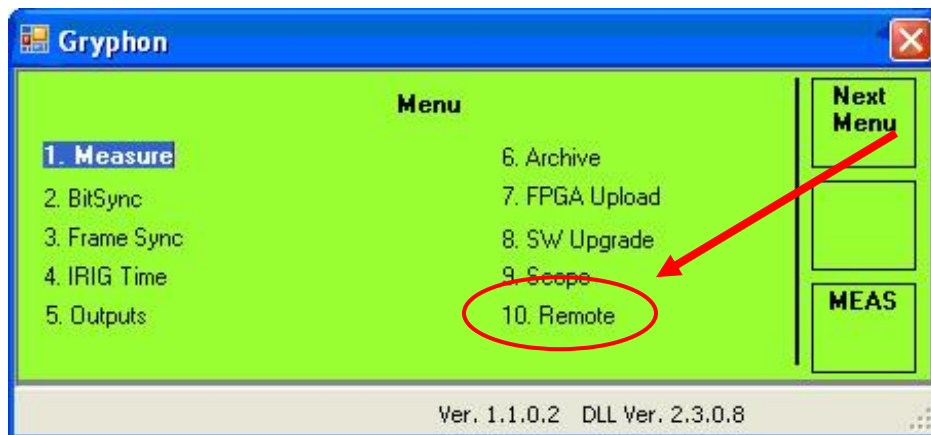 Gryphon
Menu
1. Measure
2. BitSync
3. Frame Sync
4. IRIG Time
5. Outputs
6. Archive
7. FPGA Upload
8. SW Upgrade
9. Scope
10. Remote
Next
Menu
MEAS
Ver. 1.1.0.2 DLL Ver. 2.3.0.8